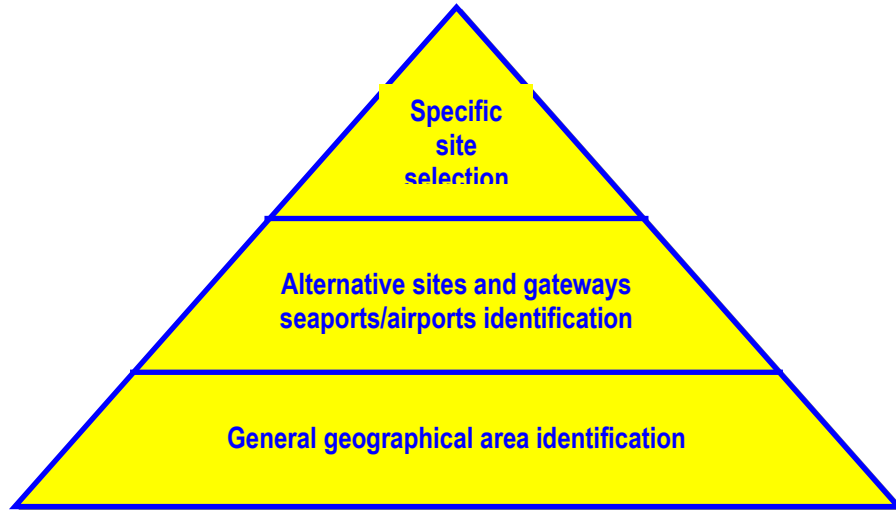 Specific
site
selection
Alternative sites and gateways
seaports/airports identification
General geographical area identification